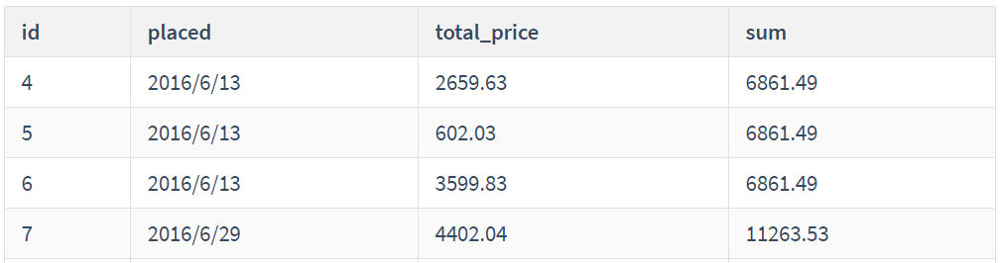 id placed total_price sum
4 2016/6/13 2659.63 6861.49
5 2016/6/13 602.03 6861.49
6 2016/6/13 3599.83 6861.49
7 2016/6/29 4402.04 11263.53